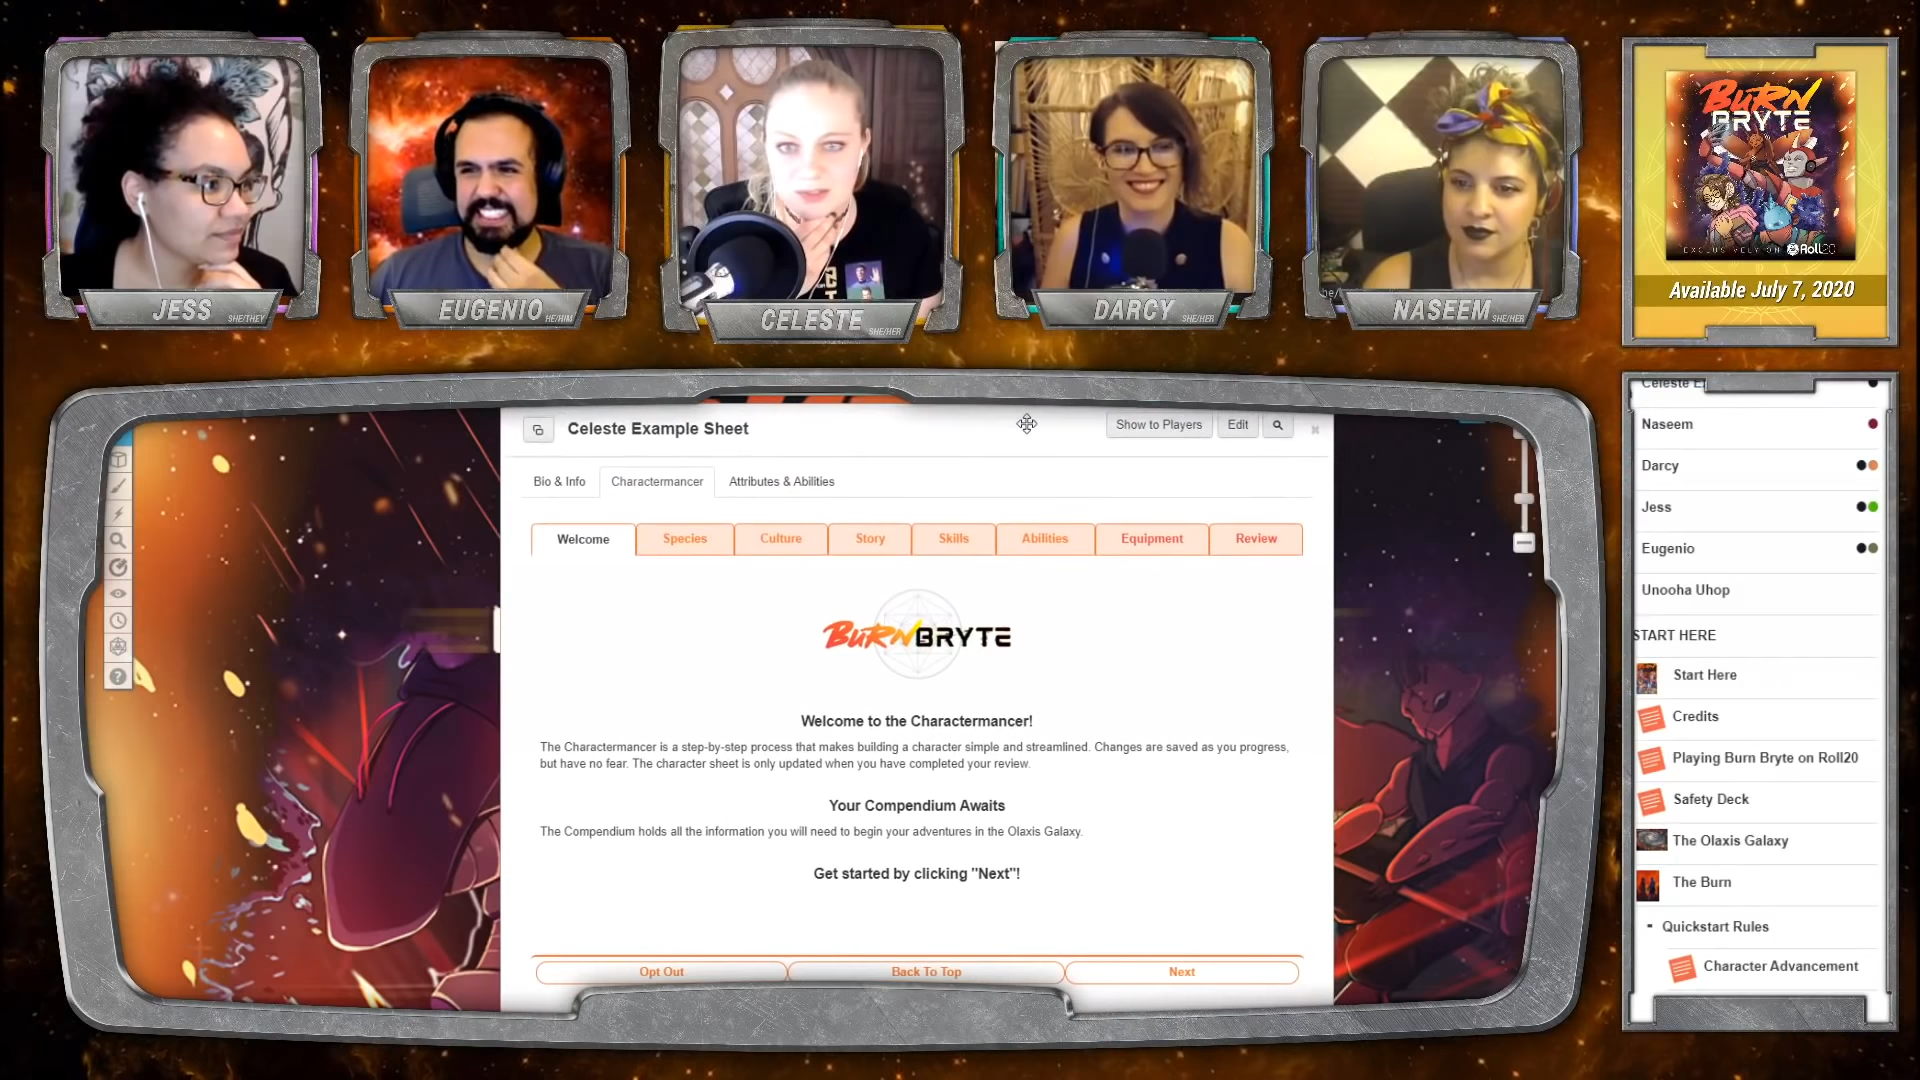 JESS SHE/THEY
EUGENIO HE/HIM
CELESTE SHE/HER
DARCY SHE/HER
NASEEM SHE/HER
BURN
BRYTE
EXCLUSIVELY ON Roll20
Available July 7, 2020
Celeste Example Sheet
Show to Players
Edit
Bio & Info
Charactermancer
Attributes & Abilities
Welcome
Species
Culture
Story
Skills
Abilities
Equipment
Review
BURNBRYTE
Welcome to the Charactermancer!
The Charactermancer is a step-by-step process that makes building a character simple and streamlined. Changes are saved as you progress,
but have no fear. The character sheet is only updated when you have completed your review.
Your Compendium Awaits
The Compendium holds all the information you will need to begin your adventures in the Olaxis Galaxy.
Get started by clicking "Next"!
Opt Out
Back To Top
Next
Celeste E
Naseem
Darcy
Jess
Eugenio
Unooha Uhop
START HERE
Start Here
Credits
Playing Burn Bryte on Roll20
Safety Deck
The Olaxis Galaxy
The Burn
- Quickstart Rules
Character Advancement